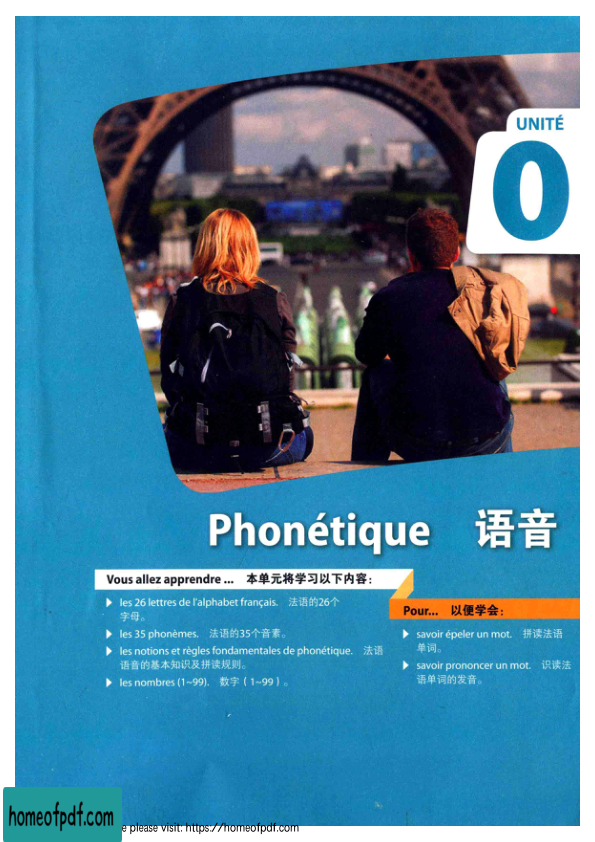 UNITÉ
0
Phonétique 语音
Vous allez apprendre ... 本单元将学习以下内容：
les 26 lettres de l'alphabet français. 法语的26个
字母。
les 35 phonèmes. 法语的35个音素。
les notions et règles fondamentales de phonétique. 法语
语音的基本知识及拼读规则。
les nombres (1~99). 数字（1~99）。
Pour... 以便学会：
savoir épeler un mot. 拼读法语
单词。
savoir prononcer un mot. 识读法
语单词的发音。
homeofpdf.com
e please visit: https://homeofpdf.com